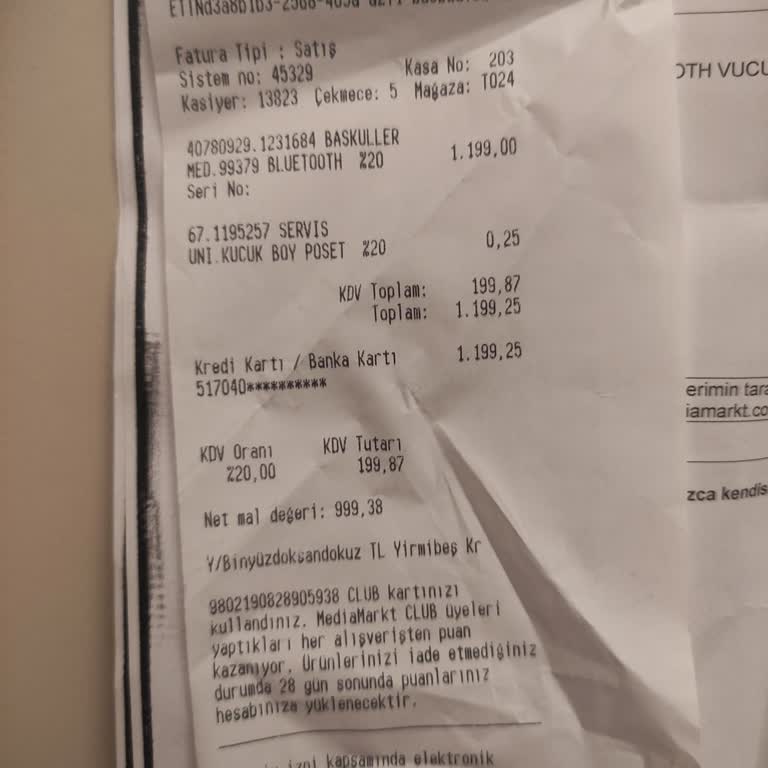 Fatura Tipi : Satış
Sistem no: 45329 Kasa No: 203
Kasiyer: 13823 Çekmece: 5 Mağaza: T024
OTH VUCU
40780929.1231684 BASKULLER
MED.99379 BLUETOOTH %20 1.199,00
Seri No:
67.1195257 SERVIS
UNI.KUCUK BOY POSET %20 0,25
KDV Toplam: 199,87
Toplam: 1.199,25
Kredi Kartı / Banka Kartı 1.199,25
517040**********
erimin tara
iamarkt.co
KDV Oranı KDV Tutarı
%20,00 199,87
zca kendis
Net mal değeri: 999,38
Y/Binyüzdoksandokuz TL Yirmibeş Kr
9802190828905938 CLUB kartınızı
kullandınız. MediaMarkt CLUB üyeleri
yaptıkları her alışverişten puan
kazanıyor. Ürünlerinizi iade etmediğiniz
durumda 28 gün sonunda puanlarınız
hesabınıza yüklenecektir.
izni kapsamında elektronik